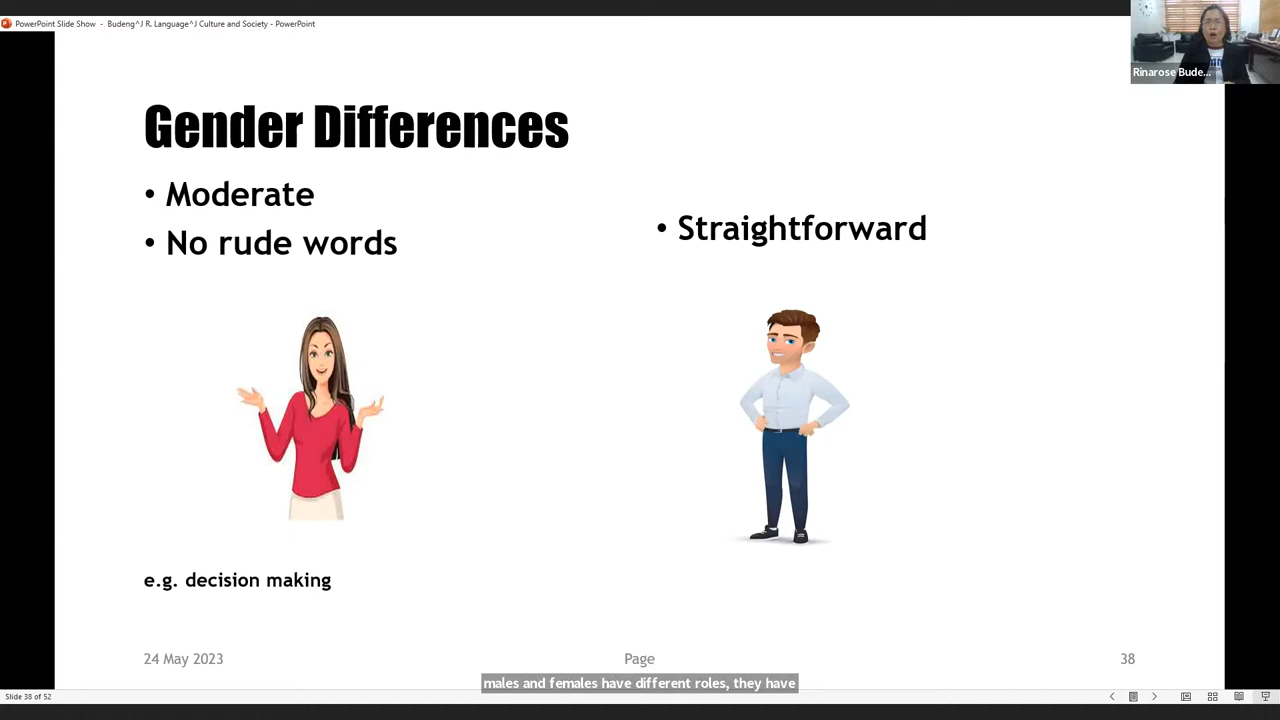 PowerPoint Slide Show - Budeng^J R. Language^J Culture and Society - PowerPoint
Rinarose Bude...
Gender Differences
• Moderate
• No rude words
• Straightforward
e.g. decision making
24 May 2023
Page
38
males and females have different roles, they have
Slide 38 of 52